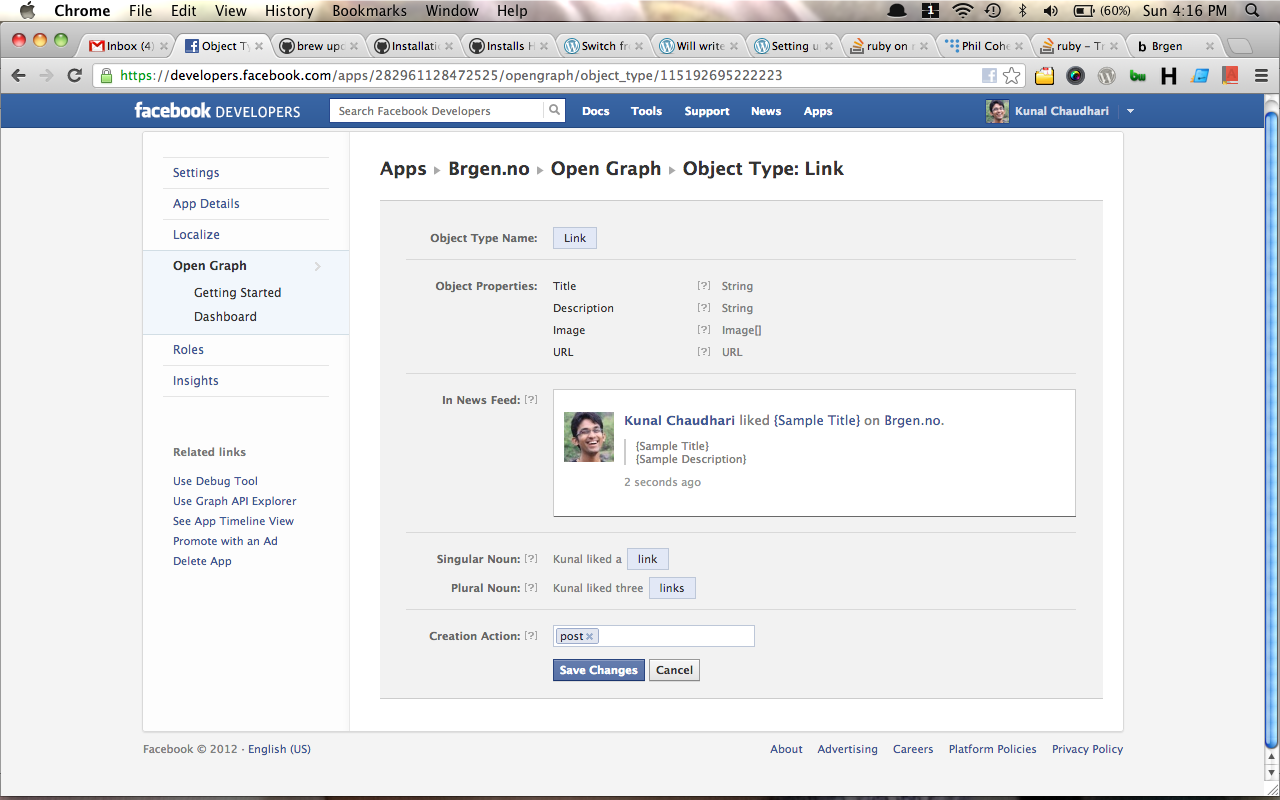 Chrome File Edit View History Bookmarks Window Help 1 (60%) Sun 4:16 PM
Inbox (4) Object Ty brew upd Installati Installs H Switch fr Will write Setting u ruby on r Phil Cohe ruby – Tr b Brgen
https://developers.facebook.com/apps/282961128472525/opengraph/object_type/115192695222223
facebook DEVELOPERS Search Facebook Developers Docs Tools Support News Apps Kunal Chaudhari
Settings
App Details
Localize
Open Graph
Getting Started
Dashboard
Roles
Insights
Related links
Use Debug Tool
Use Graph API Explorer
See App Timeline View
Promote with an Ad
Delete App
Apps ▸ Brgen.no ▸ Open Graph ▸ Object Type: Link
Object Type Name: Link
Object Properties: Title [?] String
Description [?] String
Image [?] Image[]
URL [?] URL
In News Feed: [?]
Kunal Chaudhari liked {Sample Title} on Brgen.no.
{Sample Title}
{Sample Description}
2 seconds ago
Singular Noun: [?] Kunal liked a link
Plural Noun: [?] Kunal liked three links
Creation Action: [?] post ×
Save Changes Cancel
Facebook © 2012 · English (US) About Advertising Careers Platform Policies Privacy Policy